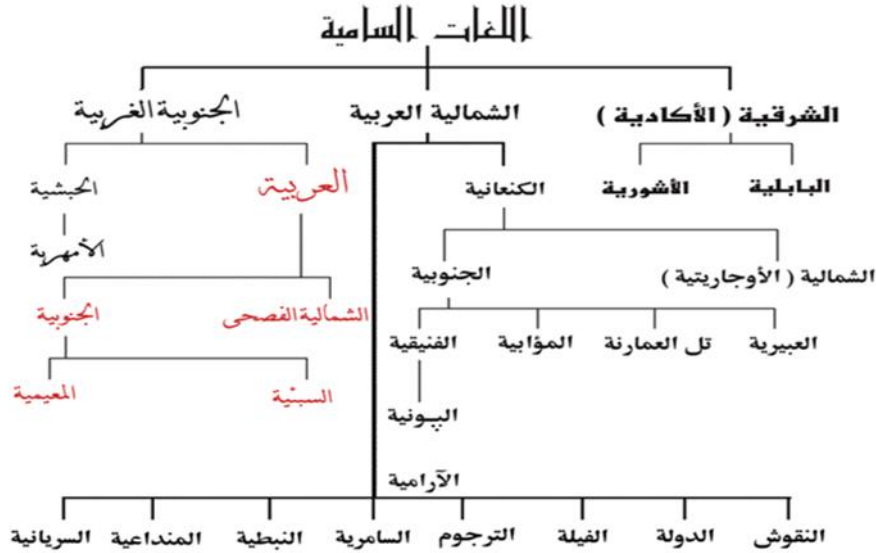 اللغات السامية
الشرقية ( الأكادية )
الشمالية العربية
الجنوبية الغربية
البابلية
الأشورية
الكنعانية
العربية
الحبشية
الأمهرية
الشمالية ( الأوجاريتية )
الجنوبية
الشمالية الفصحى
الجنوبية
العبيرية
تل العمارنة
المؤابية
الفنيقية
السبئية
المعيمية
الپونية
الآرامية
النقوش
الدولة
الفيلة
الترجوم
السامرية
النبطية
المنداعية
السريانية